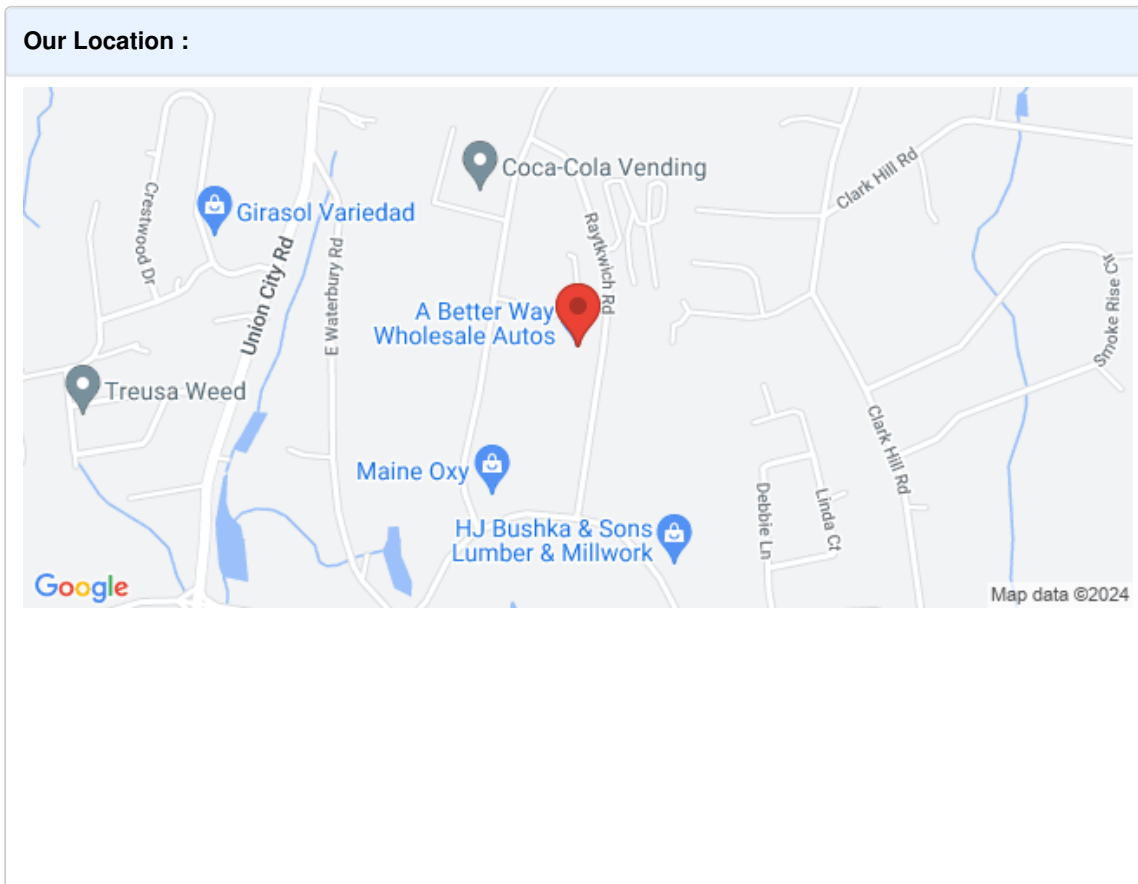 Our Location :
Coca-Cola Vending
Clark Hill Rd
Crestwood Dr
Girasol Variedad
Raytkwich Rd
Union City Rd
E Waterbury Rd
A Better Way
Wholesale Autos
Smoke Rise Cir
Treusa Weed
Clark Hill Rd
Maine Oxy
Debbie Ln
Linda Ct
HJ Bushka & Sons
Lumber & Millwork
Google
Map data ©2024